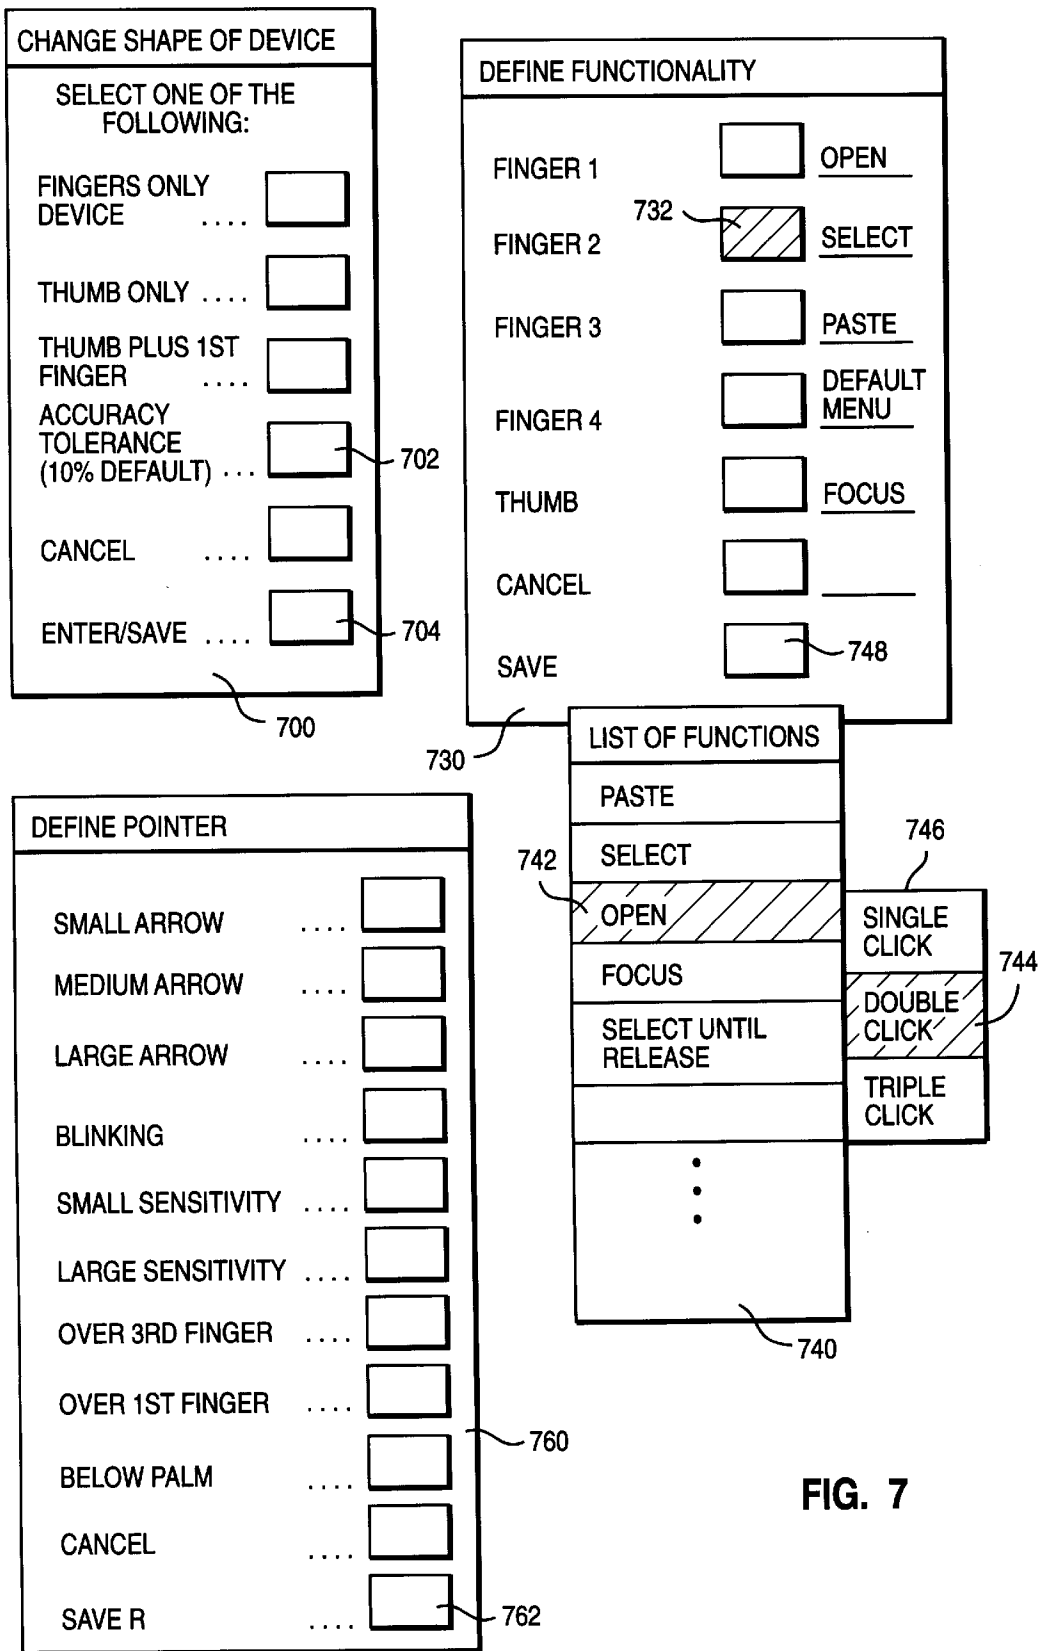 CHANGE SHAPE OF DEVICE
SELECT ONE OF THE
FOLLOWING:
FINGERS ONLY
DEVICE ....
THUMB ONLY ....
THUMB PLUS 1ST
FINGER ....
ACCURACY
TOLERANCE
(10% DEFAULT) ...
702
CANCEL ....
ENTER/SAVE ....
704
700
DEFINE FUNCTIONALITY
FINGER 1 OPEN
732
FINGER 2 SELECT
FINGER 3 PASTE
DEFAULT
FINGER 4 MENU
THUMB FOCUS
CANCEL
SAVE 748
730
LIST OF FUNCTIONS
PASTE
SELECT
742
OPEN
FOCUS
SELECT UNTIL
RELEASE
740
746
SINGLE
CLICK
744
DOUBLE
CLICK
TRIPLE
CLICK
DEFINE POINTER
SMALL ARROW ....
MEDIUM ARROW ....
LARGE ARROW ....
BLINKING ....
SMALL SENSITIVITY ....
LARGE SENSITIVITY ....
OVER 3RD FINGER ....
OVER 1ST FINGER ....
760
BELOW PALM ....
CANCEL ....
SAVE R .... 762
FIG. 7